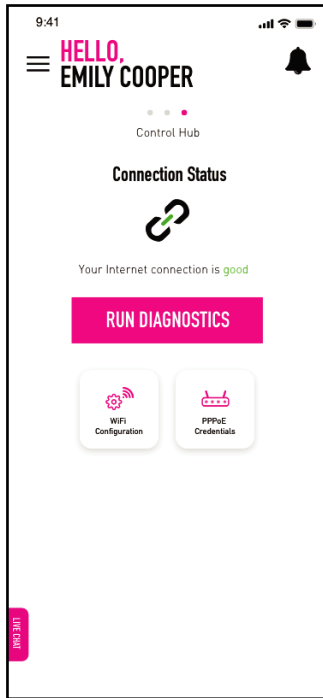 9:41
HELLO,
EMILY COOPER
Control Hub
Connection Status
Your Internet connection is good
RUN DIAGNOSTICS
WiFi
Configuration
PPPoE
Credentials
LIVE CHAT